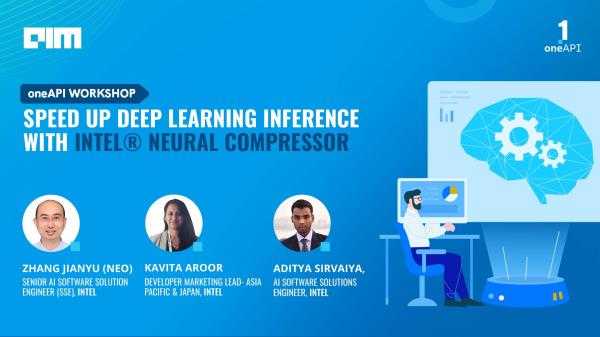 AIM
1
oneAPI
oneAPI WORKSHOP
SPEED UP DEEP LEARNING INFERENCE
WITH INTEL® NEURAL COMPRESSOR
ZHANG JIANYU (NEO)
SENIOR AI SOFTWARE SOLUTION
ENGINEER (SSE), INTEL
KAVITA AROOR
DEVELOPER MARKETING LEAD- ASIA
PACIFIC & JAPAN, INTEL
ADITYA SIRVAIYA,
AI SOFTWARE SOLUTIONS
ENGINEER, INTEL